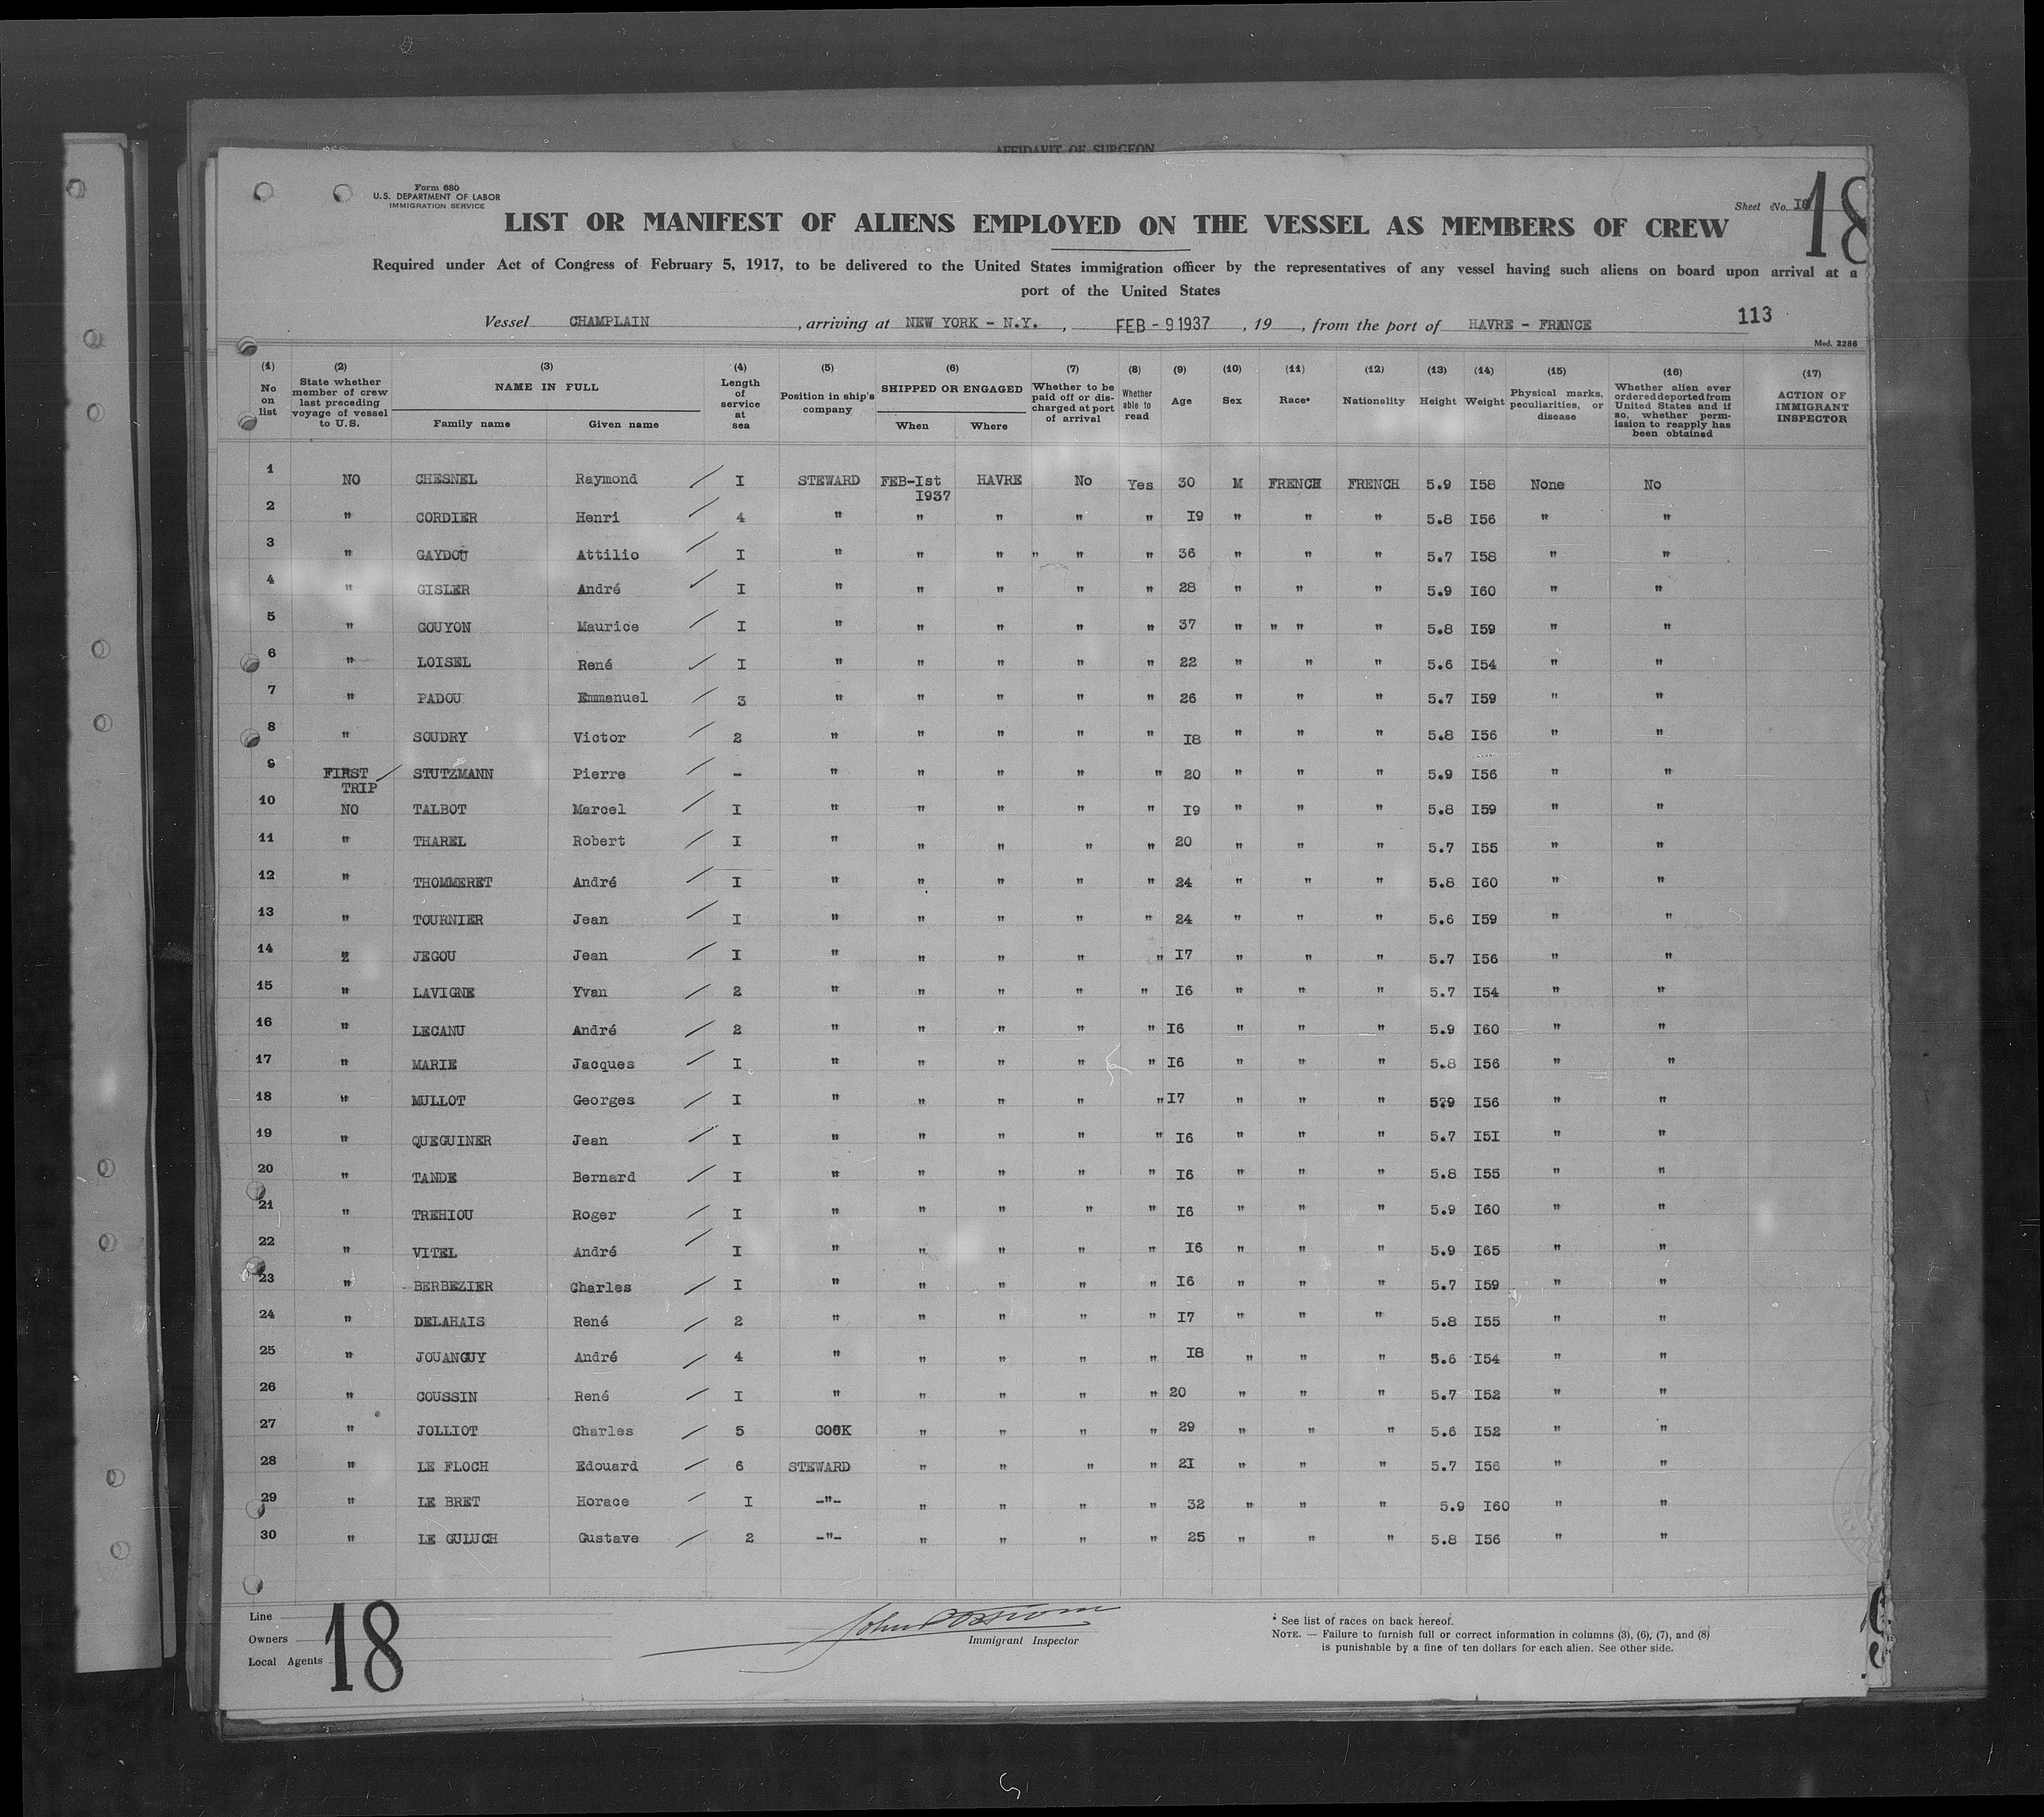 AFFIDAVIT OF SURGEON
Form 680
U.S. DEPARTMENT OF LABOR
IMMIGRATION SERVICE
Sheet No. 18
18
LIST OR MANIFEST OF ALIENS EMPLOYED ON THE VESSEL AS MEMBERS OF CREW
Required under Act of Congress of February 5, 1917, to be delivered to the United States immigration officer by the representatives of any vessel having such aliens on board upon arrival at a
port of the United States
Vessel CHAMPLAIN , arriving at NEW YORK - N.Y. , FEB - 9 1937 , 19 , from the port of HAVRE - FRANCE 113
Mod. 2286
(1) No on list (2) State whether member of crew last preceding voyage of vessel to U.S. (3) NAME IN FULL Family name Given name (4) Length of service at sea (5) Position in ship's company (6) SHIPPED OR ENGAGED When Where (7) Whether to be paid off or discharged at port of arrival (8) Whether able to read (9) Age (10) Sex (11) Race* (12) Nationality (13) Height (14) Weight (15) Physical marks, peculiarities, or disease (16) Whether alien ever ordered deported from United States and if so, whether permission to reapply has been obtained (17) ACTION OF IMMIGRANT INSPECTOR
1 NO CHESNEL Raymond I STEWARD FEB-Ist 1937 HAVRE No Yes 30 M FRENCH FRENCH 5.9 I58 None No
2 " CORDIER Henri 4 " " " " " I9 " " " 5.8 I56 " "
3 " GAYDOU Attilio I " " " " " " 36 " " " 5.7 I58 " "
4 " GISLER André I " " " " " 28 " " " 5.9 I60 " "
5 " GOUYON Maurice I " " " " " 37 " " " " 5.8 I59 " "
6 " LOISEL René I " " " " " 22 " " " 5.6 I54 " "
7 " PADOU Emmanuel 3 " " " " " 26 " " " 5.7 I59 " "
8 " SOUDRY Victor 2 " " " " " I8 " " " 5.8 I56 " "
9 FIRST TRIP STUTZMANN Pierre - " " " " " 20 " " " 5.9 I56 " "
10 NO TALBOT Marcel I " " " " " I9 " " " 5.8 I59 " "
11 " THAREL Robert I " " " " " 20 " " " 5.7 I55 " "
12 " THOMMERET André I " " " " " 24 " " " 5.8 I60 " "
13 " TOURNIER Jean I " " " " " 24 " " " 5.6 I59 " "
14 " JEGOU Jean I " " " " " I7 " " " 5.7 I56 " "
15 " LAVIGNE Yvan 2 " " " " " I6 " " " 5.7 I54 " "
16 " LECANU André 2 " " " " " I6 " " " 5.9 I60 " "
17 " MARIE Jacques I " " " " " I6 " " " 5.8 I56 " "
18 " MULLOT Georges I " " " " " I7 " " " 5.9 I56 " "
19 " QUEGUINER Jean I " " " " " I6 " " " 5.7 I5I " "
20 " TANDE Bernard I " " " " " I6 " " " 5.8 I55 " "
21 " TREHIOU Roger I " " " " " I6 " " " 5.9 I60 " "
22 " VITEL André I " " " " " I6 " " " 5.9 I65 " "
23 " BERBEZIER Charles I " " " " " I6 " " " 5.7 I59 " "
24 " DELAHAIS René 2 " " " " " I7 " " " 5.8 I55 " "
25 " JOUANGUY André 4 " " " " " I8 " " " 5.6 I54 " "
26 " COUSSIN René I " " " " " 20 " " " 5.7 I52 " "
27 " JOLLIOT Charles 5 COOK " " " " 29 " " " 5.6 I52 " "
28 " LE FLOCH Edouard 6 STEWARD " " " " 2I " " " 5.7 I56 " "
29 " LE BRET Horace I -"- " " " " 32 " " " 5.9 I60 " "
30 " LE GULUCH Gustave 2 -"- " " " " 25 " " " 5.8 I56 " "
Line
Owners
Local Agents
18
Immigrant Inspector
* See list of races on back hereof.
NOTE. — Failure to furnish full or correct information in columns (3), (6), (7), and (8)
is punishable by a fine of ten dollars for each alien. See other side.